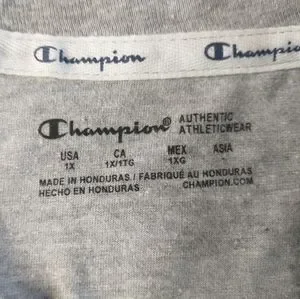 Champion Champion
Champion® AUTHENTIC ATHLETICWEAR
USA CA MEX ASIA
1X 1X/1TG 1XG -
MADE IN HONDURAS / FABRIQUÉ AU HONDURAS
HECHO EN HONDURAS CHAMPION.COM